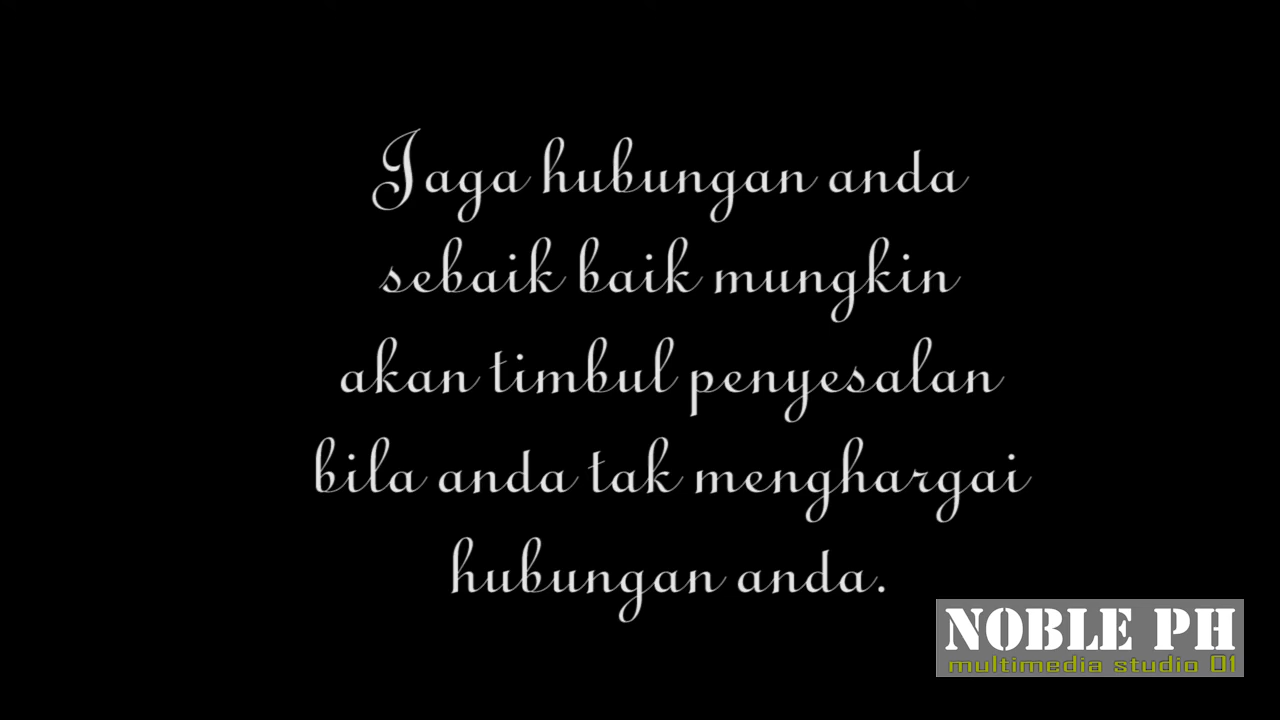 Jaga hubungan anda
sebaik baik mungkin
akan timbul penyesalan
bila anda tak menghargai
hubungan anda.
NOBLE PH
multimedia studio 01